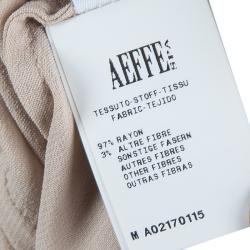 AEFFE SPA
TESSUTO-STOFF-TISSU
FABRIC-TEJIDO
97% RAYON
3% ALTRE FIBRE
SONSTIGE FASERN
AUTRES FIBRES
OTHER FIBRES
OUTRAS FIBRAS
M A02170115